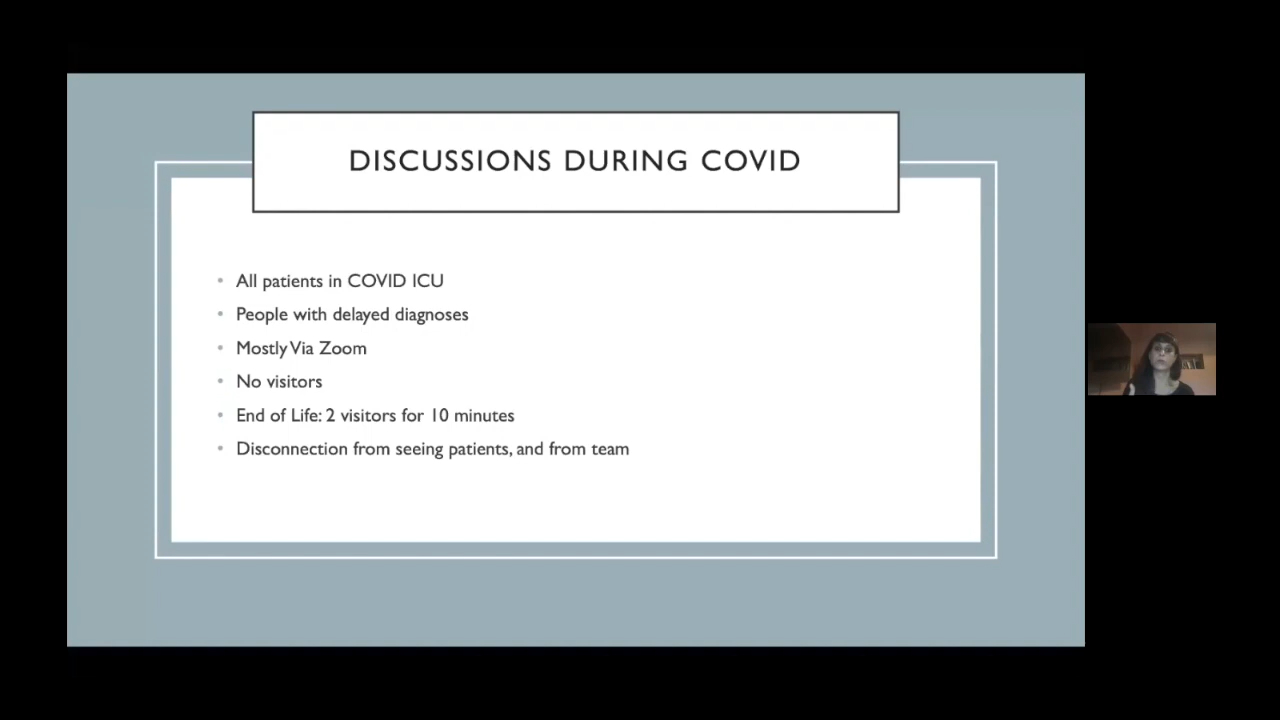 DISCUSSIONS DURING COVID
• All patients in COVID ICU
• People with delayed diagnoses
• Mostly Via Zoom
• No visitors
• End of Life: 2 visitors for 10 minutes
• Disconnection from seeing patients, and from team